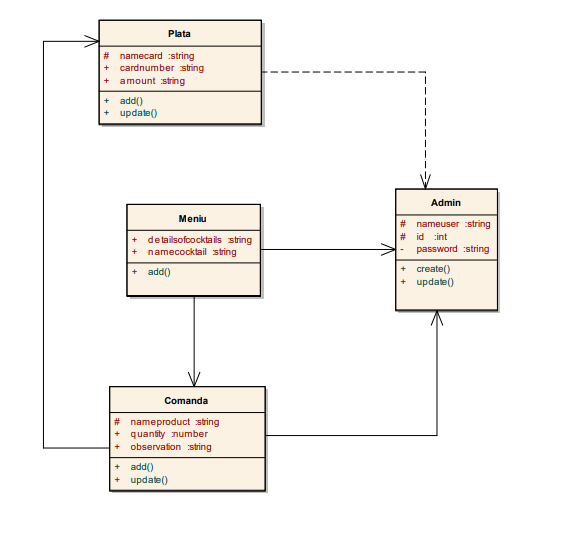 Plata
# namecard :string
+ cardnumber :string
+ amount :string
+ add()
+ update()
Admin
# nameuser :string
# id :int
- password :string
+ create()
+ update()
Meniu
+ detailsofcocktails :string
+ namecocktail :string
+ add()
Comanda
# nameproduct :string
+ quantity :number
+ observation :string
+ add()
+ update()